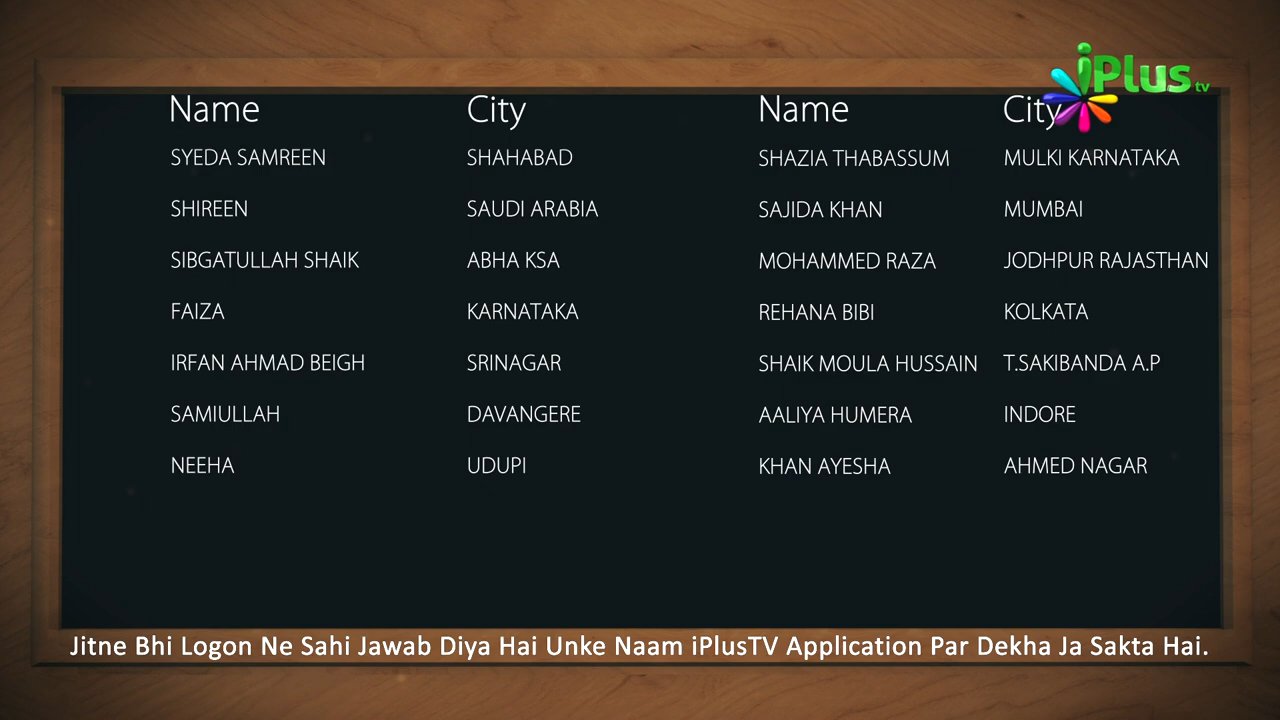 iPlus tv
Name City Name City
SYEDA SAMREEN SHAHABAD SHAZIA THABASSUM MULKI KARNATAKA
SHIREEN SAUDI ARABIA SAJIDA KHAN MUMBAI
SIBGATULLAH SHAIK ABHA KSA MOHAMMED RAZA JODHPUR RAJASTHAN
FAIZA KARNATAKA REHANA BIBI KOLKATA
IRFAN AHMAD BEIGH SRINAGAR SHAIK MOULA HUSSAIN T.SAKIBANDA A.P
SAMIULLAH DAVANGERE AALIYA HUMERA INDORE
NEEHA UDUPI KHAN AYESHA AHMED NAGAR
Jitne Bhi Logon Ne Sahi Jawab Diya Hai Unke Naam iPlusTV Application Par Dekha Ja Sakta Hai.